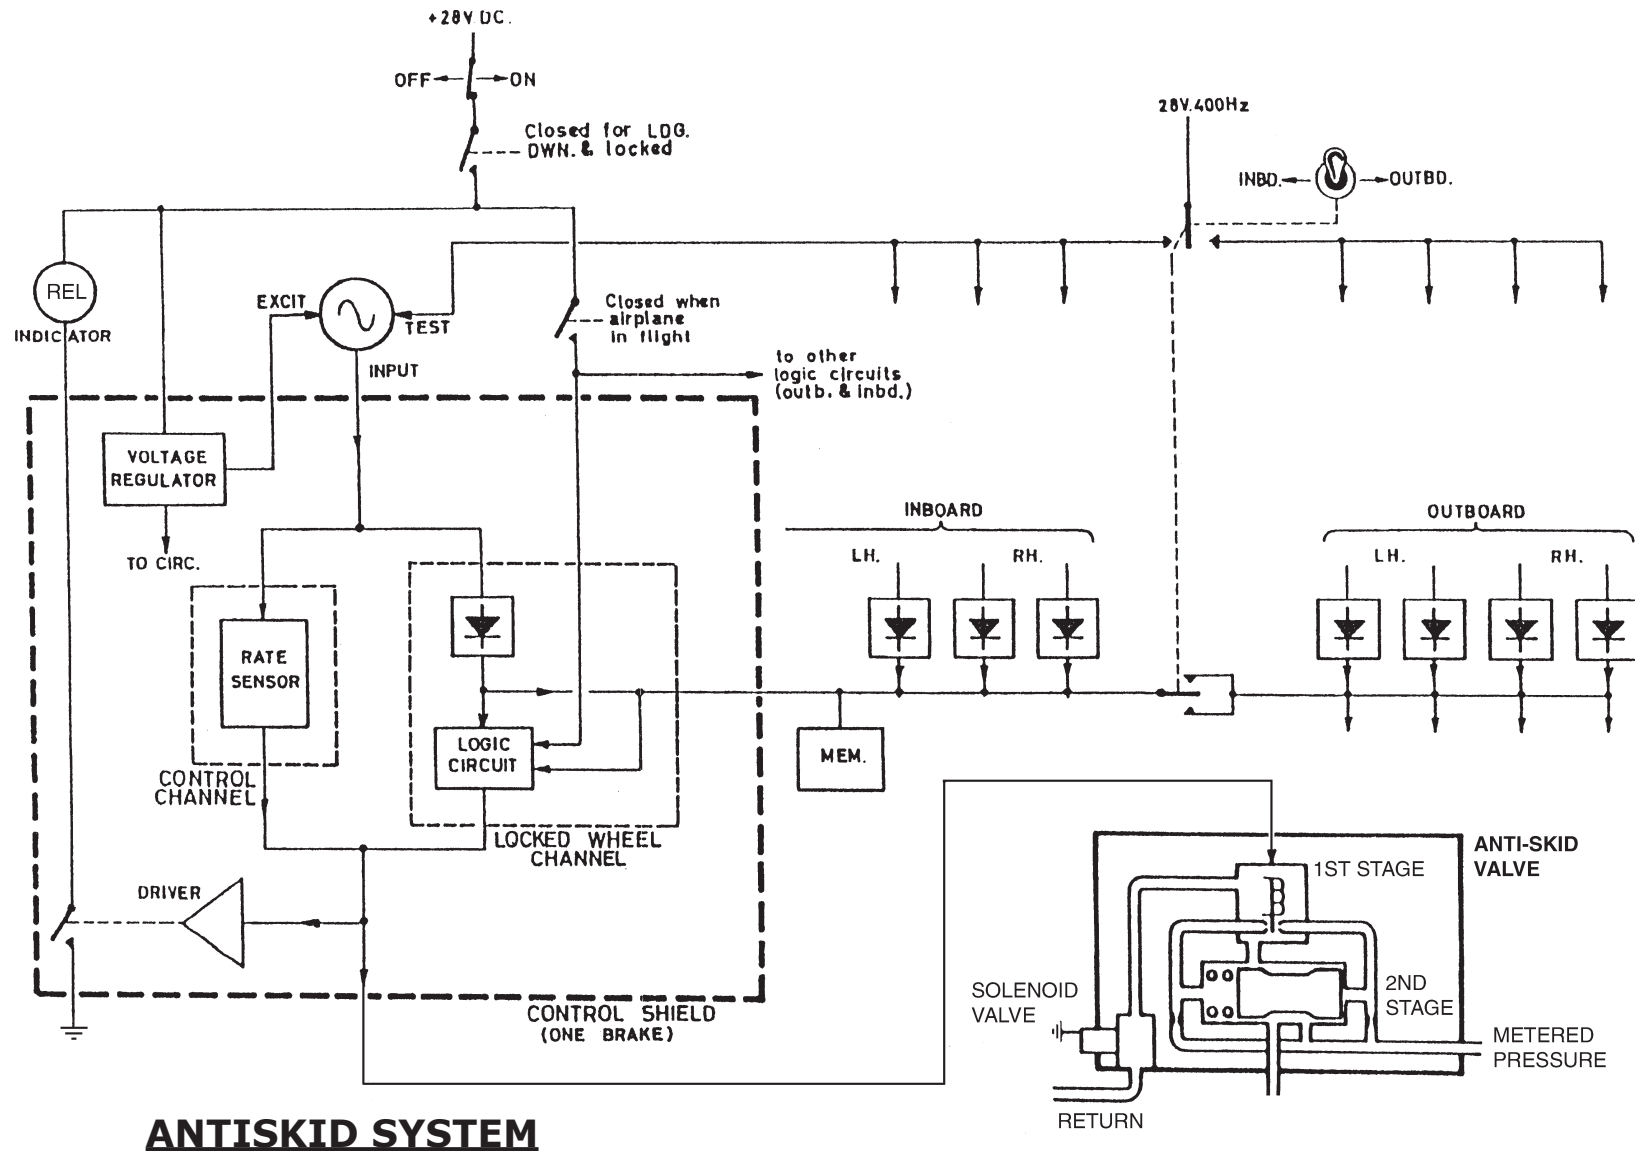 +28V.DC.
OFF
ON
Closed for LDG.
DWN. & locked
28V.400Hz
INBD.
OUTBD.
REL
INDICATOR
EXCIT
TEST
INPUT
Closed when
airplane
in flight
to other
logic circuits
(outb. & inbd.)
VOLTAGE
REGULATOR
TO CIRC.
INBOARD
LH.
RH.
OUTBOARD
LH.
RH.
RATE
SENSOR
CONTROL
CHANNEL
LOGIC
CIRCUIT
LOCKED WHEEL
CHANNEL
MEM.
DRIVER
CONTROL SHIELD
(ONE BRAKE)
ANTI-SKID
VALVE
1ST STAGE
2ND
STAGE
SOLENOID
VALVE
METERED
PRESSURE
RETURN
ANTISKID SYSTEM